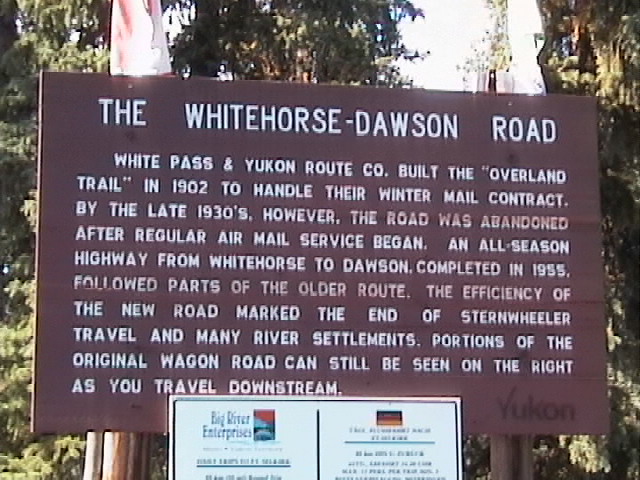 THE WHITEHORSE-DAWSON ROAD
WHITE PASS & YUKON ROUTE CO. BUILT THE "OVERLAND
TRAIL" IN 1902 TO HANDLE THEIR WINTER MAIL CONTRACT.
BY THE LATE 1930'S, HOWEVER, THE ROAD WAS ABANDONED
AFTER REGULAR AIR MAIL SERVICE BEGAN. AN ALL-SEASON
HIGHWAY FROM WHITEHORSE TO DAWSON, COMPLETED IN 1955,
FOLLOWED PARTS OF THE OLDER ROUTE. THE EFFICIENCY OF
THE NEW ROAD MARKED THE END OF STERNWHEELER
TRAVEL AND MANY RIVER SETTLEMENTS. PORTIONS OF THE
ORIGINAL WAGON ROAD CAN STILL BE SEEN ON THE RIGHT
AS YOU TRAVEL DOWNSTREAM.
Yukon
Big River
Enterprises